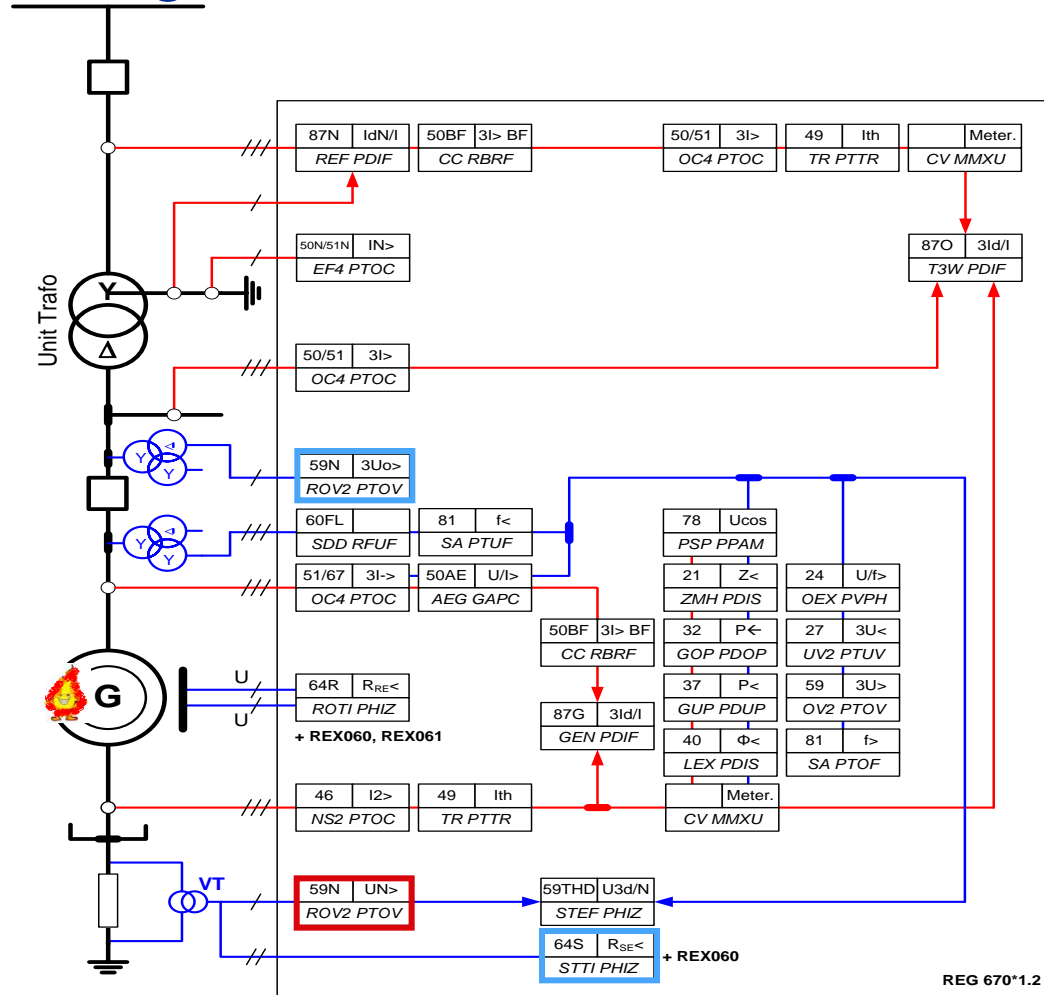 87N IdN/I
REF PDIF
50BF 3I> BF
CC RBRF
50/51 3I>
OC4 PTOC
49 Ith
TR PTTR
Meter.
CV MMXU
50N/51N IN>
EF4 PTOC
87O 3Id/I
T3W PDIF
Unit Trafo
Y
Δ
50/51 3I>
OC4 PTOC
Y
Y
59N 3Uo>
ROV2 PTOV
Y
Y
60FL
SDD RFUF
81 f<
SA PTUF
78 Ucos
PSP PPAM
51/67 3I->
OC4 PTOC
50AE U/I>
AEG GAPC
21 Z<
ZMH PDIS
24 U/f>
OEX PVPH
50BF 3I> BF
CC RBRF
32 P←
GOP PDOP
27 3U<
UV2 PTUV
G
U
U
64R RRE<
ROTI PHIZ
+ REX060, REX061
87G 3Id/I
GEN PDIF
37 P<
GUP PDUP
59 3U>
OV2 PTOV
40 Φ<
LEX PDIS
81 f>
SA PTOF
46 I2>
NS2 PTOC
49 Ith
TR PTTR
Meter.
CV MMXU
VT
59N UN>
ROV2 PTOV
59THD U3d/N
STEF PHIZ
64S RSE<
STTI PHIZ
+ REX060
REG 670*1.2